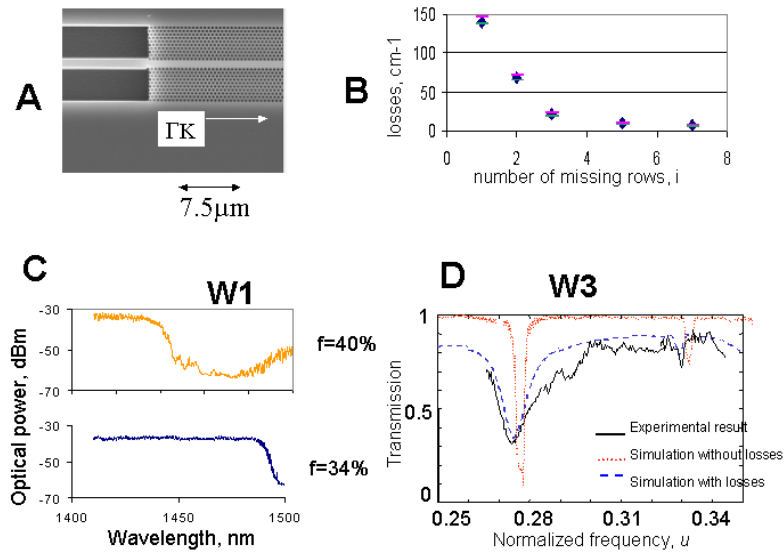 A
ΓK
7.5µm
B
losses, cm-1
150
100
50
0
0 2 4 6 8
number of missing rows, i
C
W1
Optical power, dBm
-30
-50
-70
f=40%
-30
-50
-70
f=34%
1400 1450 1500
Wavelength, nm
D
W3
Transmission
1
0.5
0
Experimental result
Simulation without losses
Simulation with losses
0.25 0.28 0.31 0.34
Normalized frequency, u